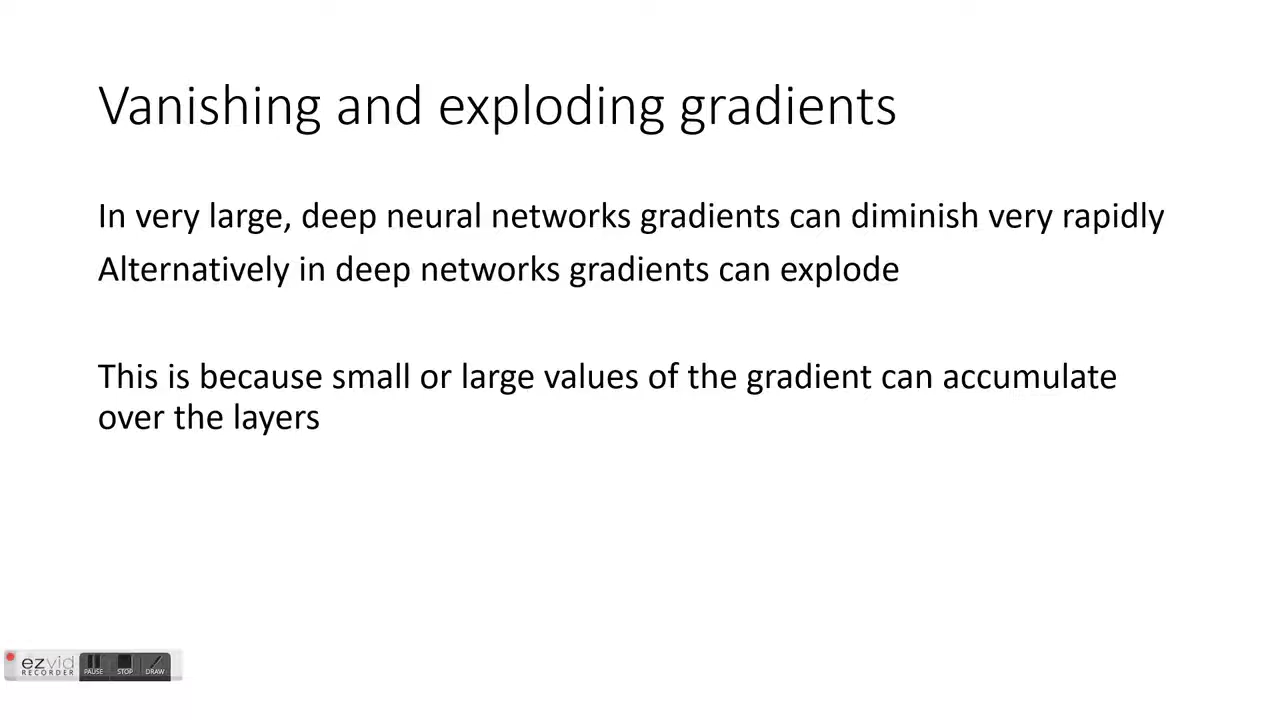 Vanishing and exploding gradients
In very large, deep neural networks gradients can diminish very rapidly
Alternatively in deep networks gradients can explode
This is because small or large values of the gradient can accumulate
over the layers
ezvid
RECORDER
PAUSE STOP DRAW